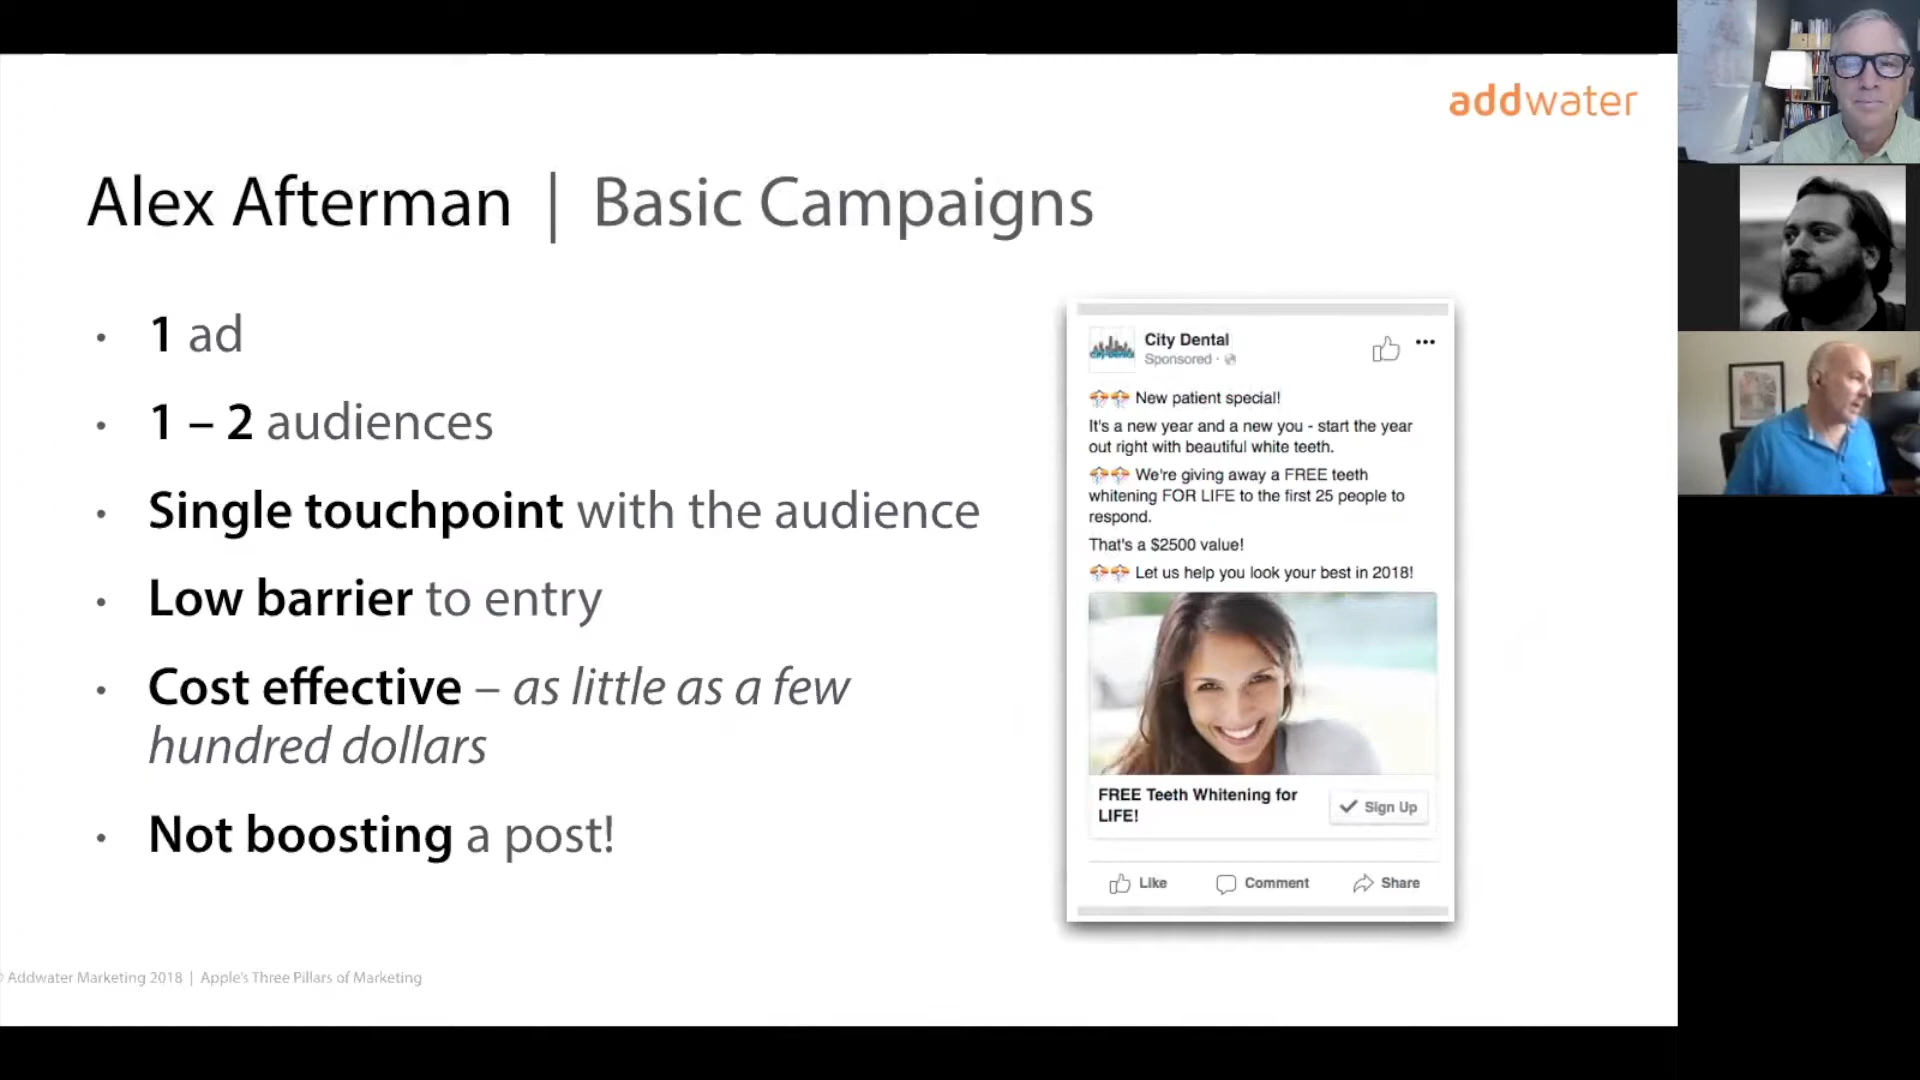 addwater
Alex Afterman | Basic Campaigns
• 1 ad
• 1 – 2 audiences
• Single touchpoint with the audience
• Low barrier to entry
• Cost effective – as little as a few
hundred dollars
• Not boosting a post!
City Dental
Sponsored ·
New patient special!
It's a new year and a new you - start the year
out right with beautiful white teeth.
We're giving away a FREE teeth
whitening FOR LIFE to the first 25 people to
respond.
That's a $2500 value!
Let us help you look your best in 2018!
FREE Teeth Whitening for
LIFE!
Sign Up
Like Comment Share
© Addwater Marketing 2018 | Apple's Three Pillars of Marketing